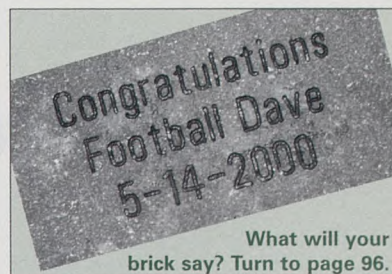 Congratulations
Football Dave
5-14-2000
What will your
brick say? Turn to page 96.